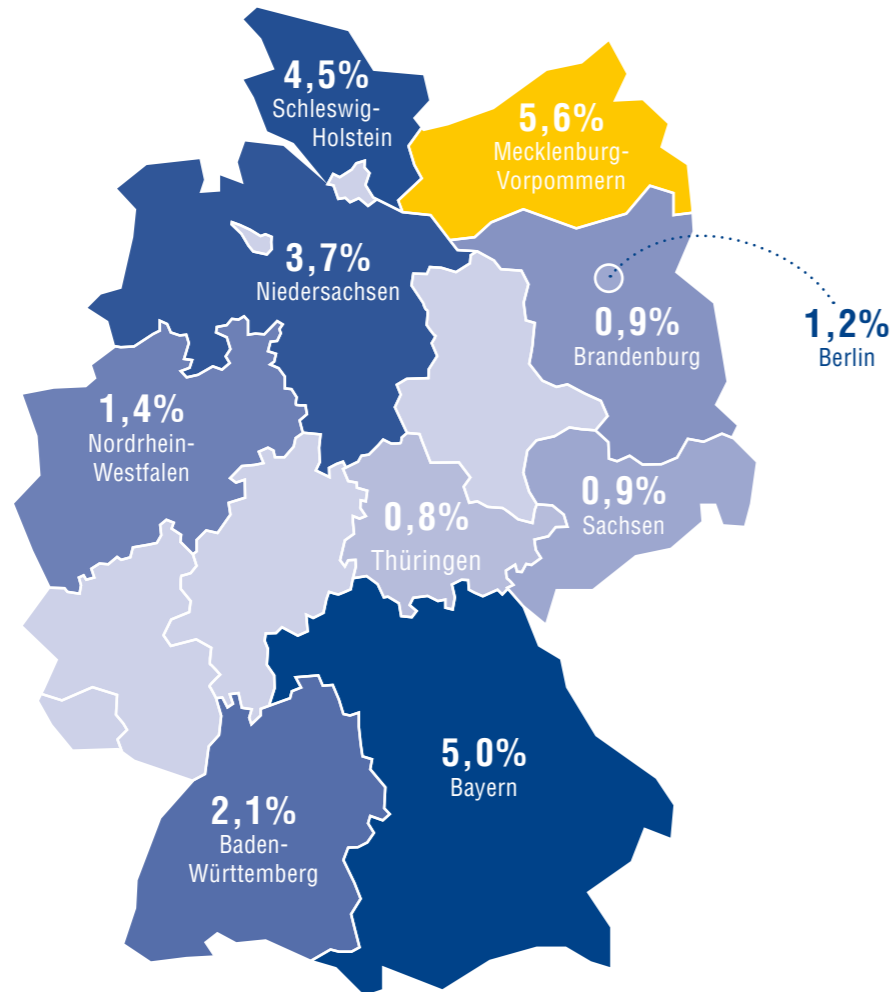 4,5%
Schleswig-
Holstein
5,6%
Mecklenburg-
Vorpommern
3,7%
Niedersachsen
0,9%
Brandenburg
1,2%
Berlin
1,4%
Nordrhein-
Westfalen
0,8%
Thüringen
0,9%
Sachsen
5,0%
Bayern
2,1%
Baden-
Württemberg